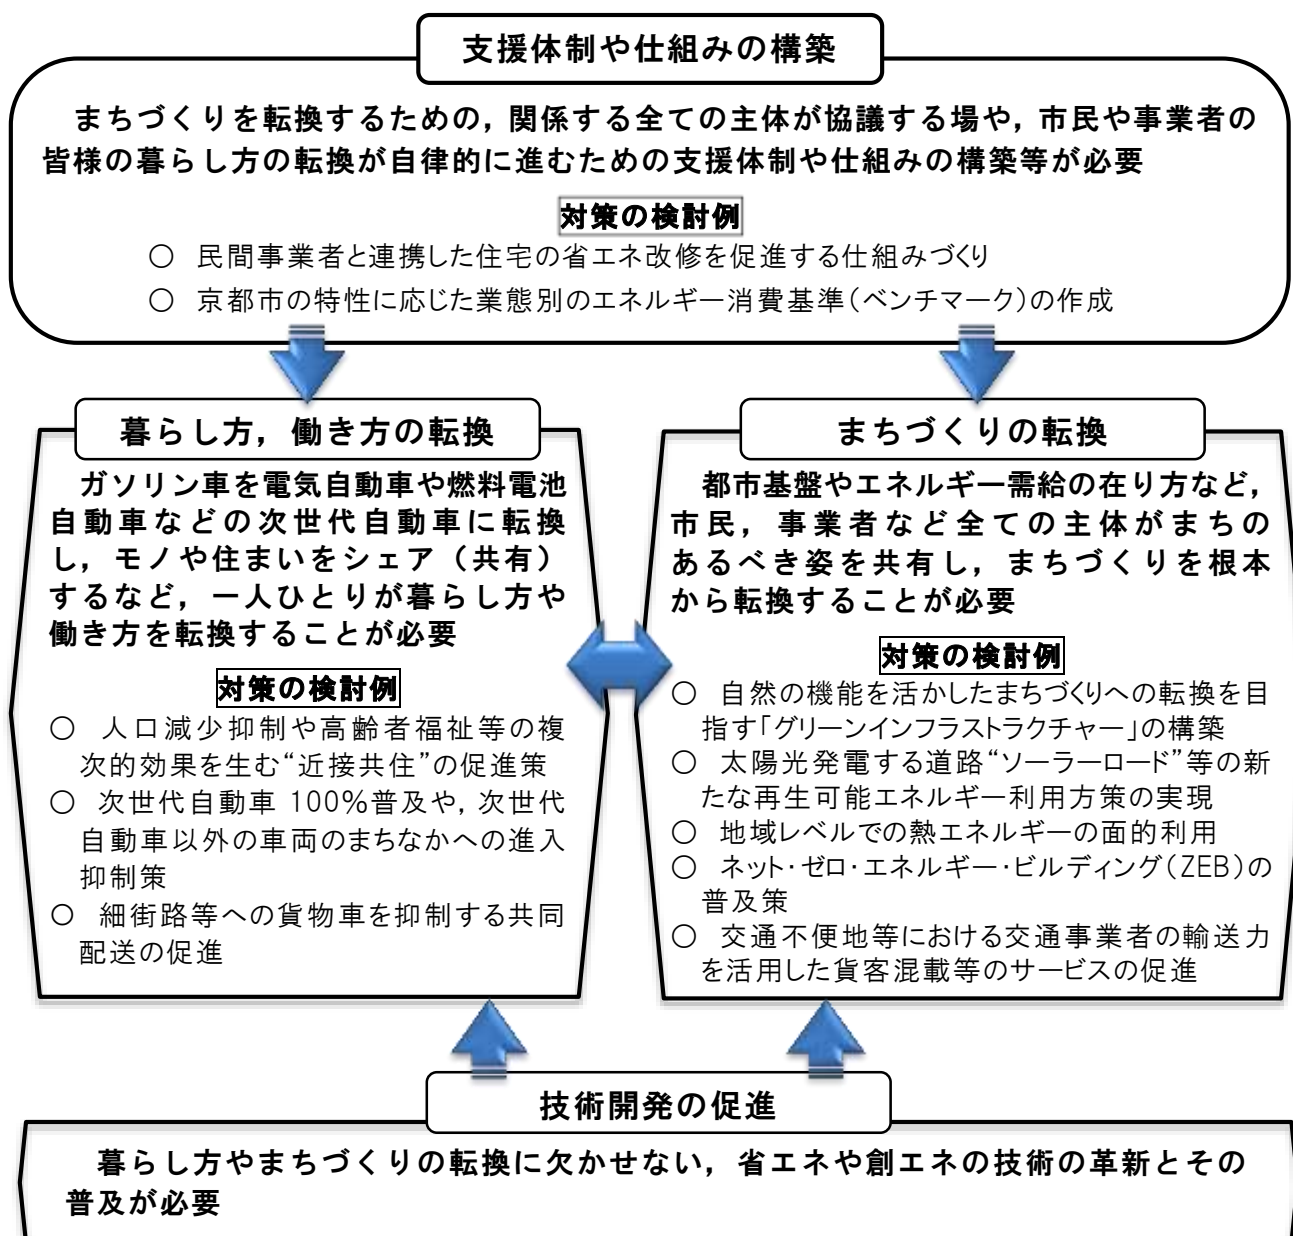 支援体制や仕組みの構築
まちづくりを転換するための，関係する全ての主体が協議する場や，市民や事業者の
皆様の暮らし方の転換が自律的に進むための支援体制や仕組みの構築等が必要
対策の検討例
○ 民間事業者と連携した住宅の省エネ改修を促進する仕組みづくり
○ 京都市の特性に応じた業態別のエネルギー消費基準（ベンチマーク）の作成
暮らし方，働き方の転換
ガソリン車を電気自動車や燃料電池
自動車などの次世代自動車に転換
し，モノや住まいをシェア（共有）
するなど，一人ひとりが暮らし方や
働き方を転換することが必要
対策の検討例
○ 人口減少抑制や高齢者福祉等の複
次的効果を生む“近接共住”の促進策
○ 次世代自動車 100％普及や，次世代
自動車以外の車両のまちなかへの進入
抑制策
○ 細街路等への貨物車を抑制する共同
配送の促進
まちづくりの転換
都市基盤やエネルギー需給の在り方など，
市民，事業者など全ての主体がまちの
あるべき姿を共有し，まちづくりを根本
から転換することが必要
対策の検討例
○ 自然の機能を活かしたまちづくりへの転換を目
指す「グリーンインフラストラクチャー」の構築
○ 太陽光発電する道路“ソーラーロード”等の新
たな再生可能エネルギー利用方策の実現
○ 地域レベルでの熱エネルギーの面的利用
○ ネット・ゼロ・エネルギー・ビルディング（ZEB）の
普及策
○ 交通不便地等における交通事業者の輸送力
を活用した貨客混載等のサービスの促進
技術開発の促進
暮らし方やまちづくりの転換に欠かせない，省エネや創エネの技術の革新とその
普及が必要